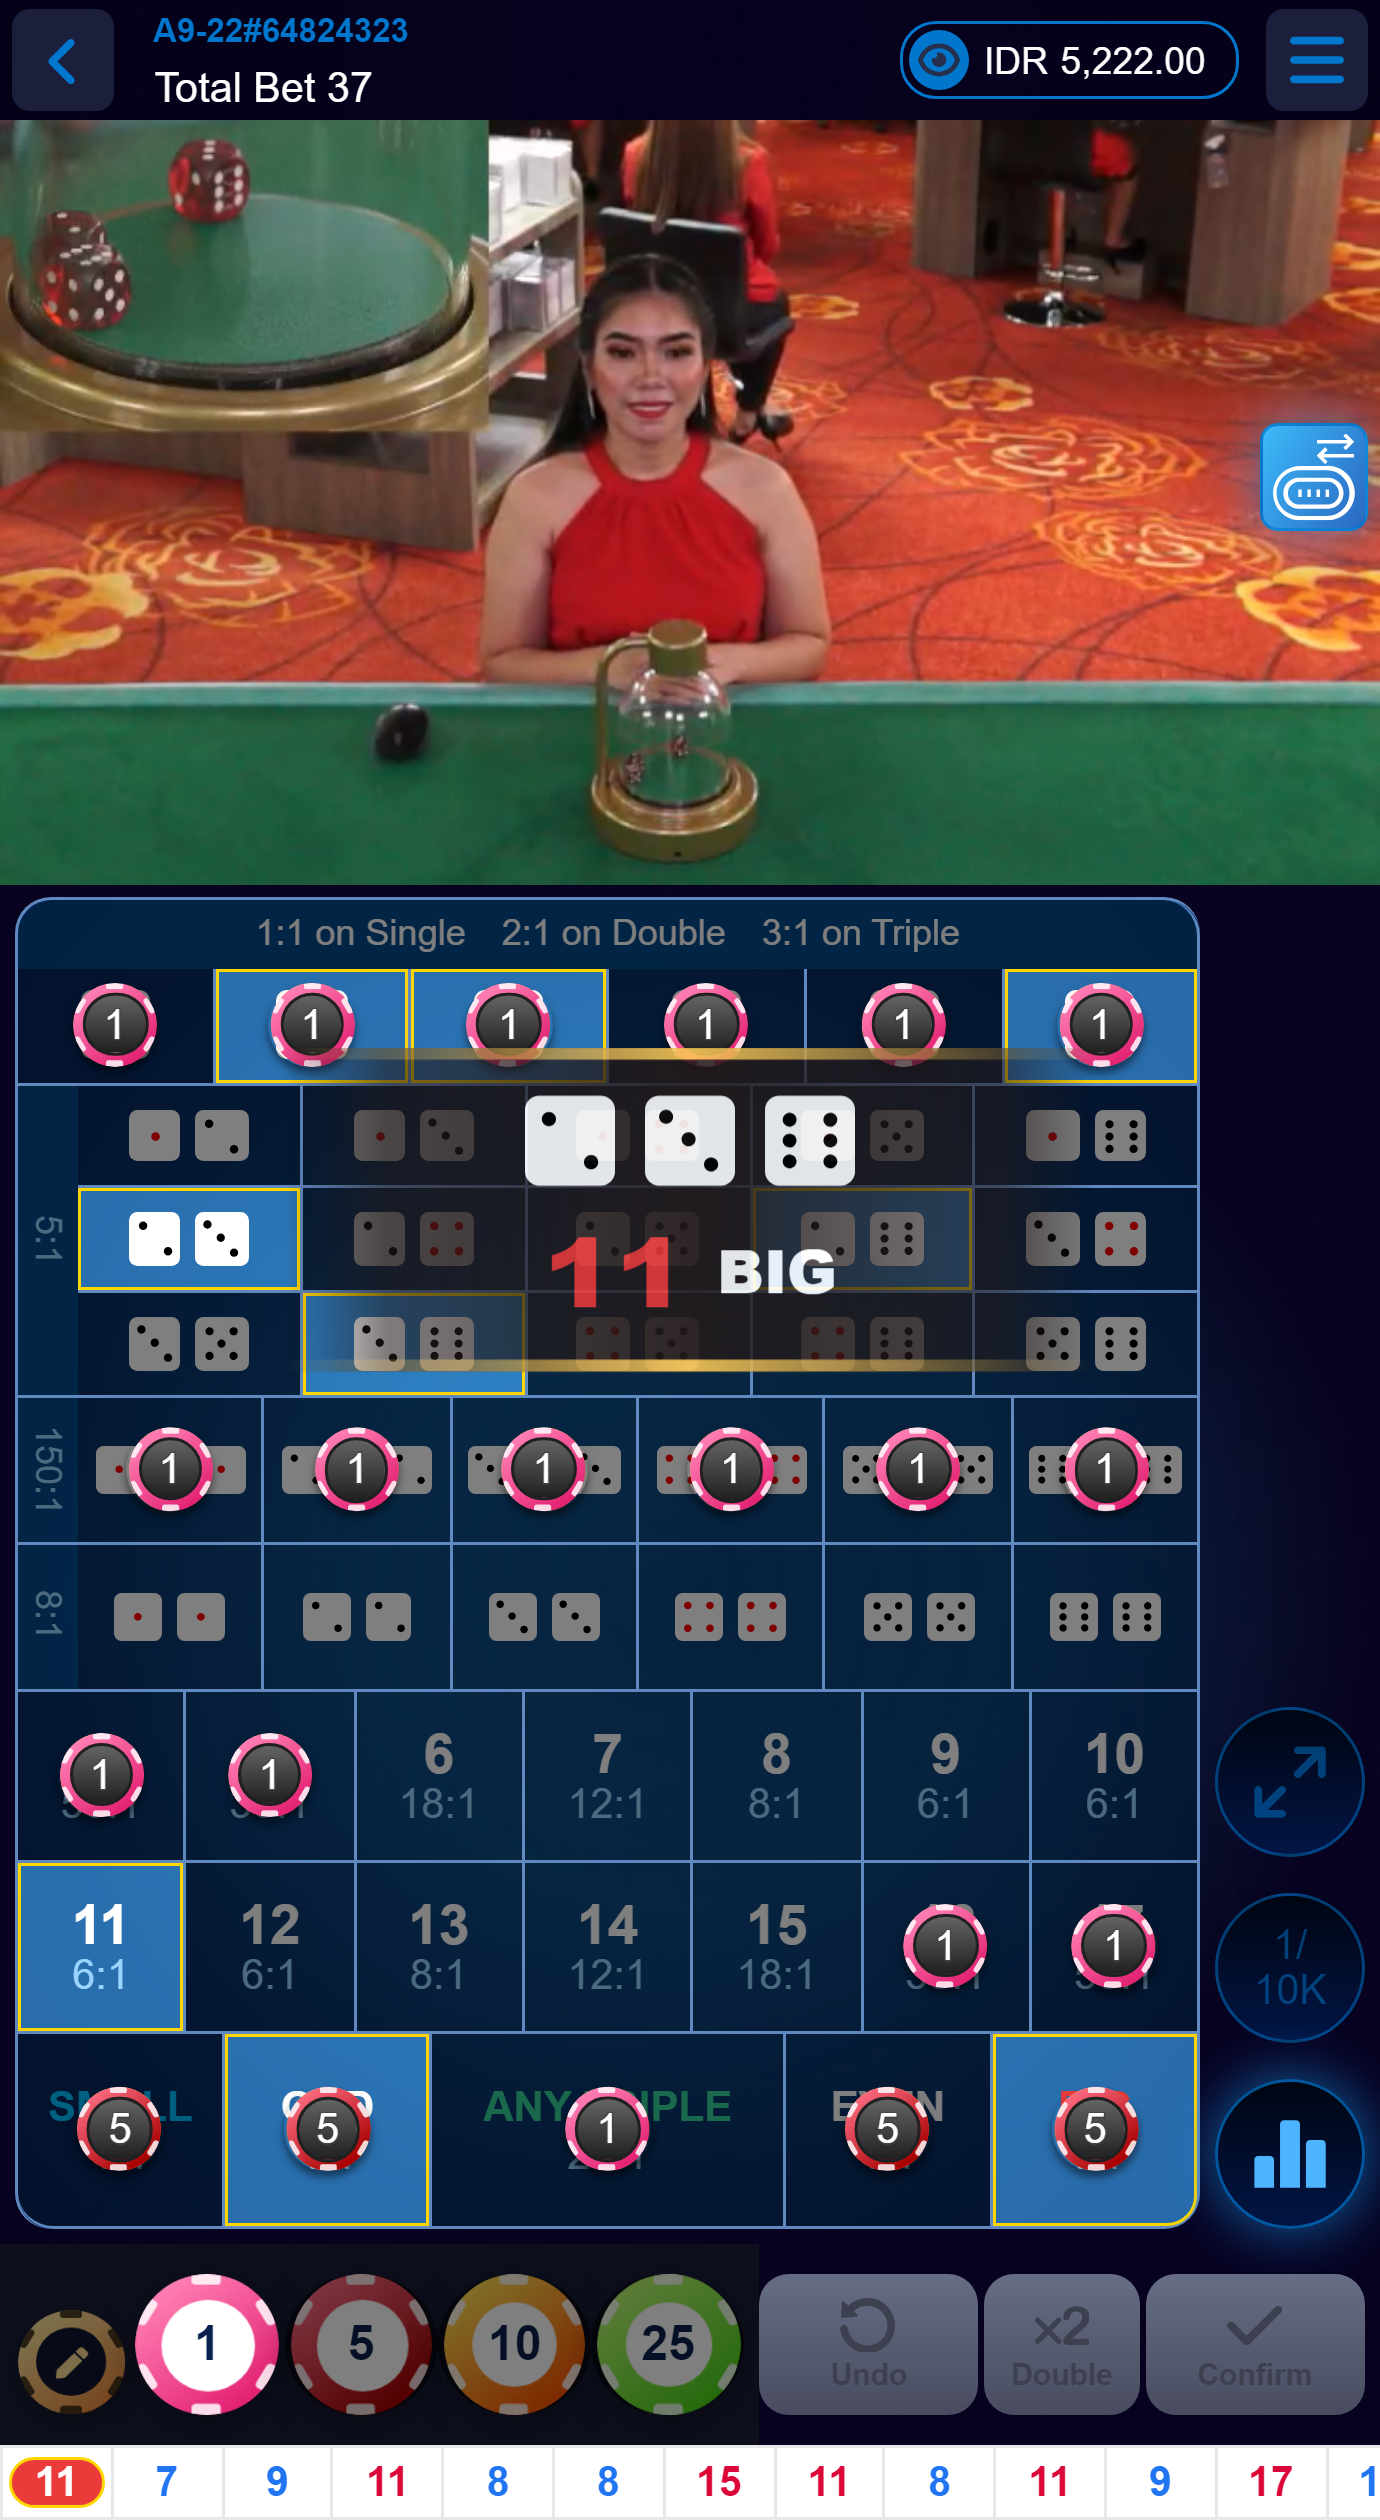 A9-22#64824323
Total Bet 37
IDR 5,222.00
1:1 on Single 2:1 on Double 3:1 on Triple
1 1 1 1 1 1
5:1
11 BIG
150:1
1 1 1 1 1 1
8:1
1 1 6 7 8 9 10
18:1 12:1 8:1 6:1 6:1
11 12 13 14 15 1 1
6:1 6:1 8:1 12:1 18:1
5 5 1 5 5
1/
10K
1 5 10 25
x2
Undo Double Confirm
11 7 9 11 8 8 15 11 8 11 9 17